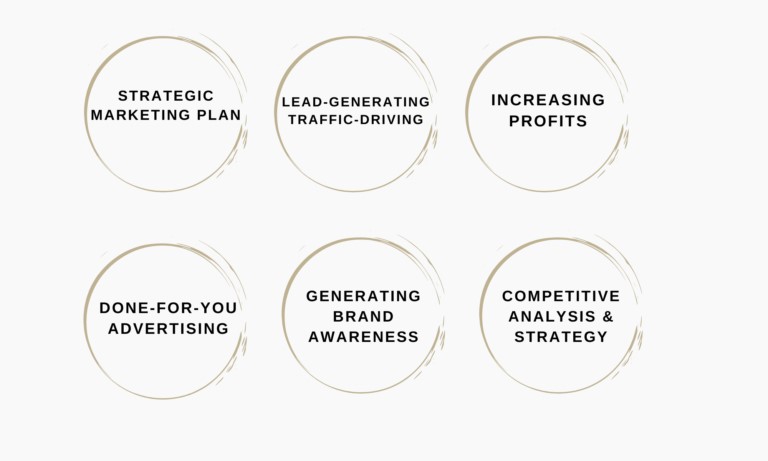 STRATEGIC
MARKETING PLAN
LEAD-GENERATING
TRAFFIC-DRIVING
INCREASING
PROFITS
DONE-FOR-YOU
ADVERTISING
GENERATING
BRAND
AWARENESS
COMPETITIVE
ANALYSIS &
STRATEGY